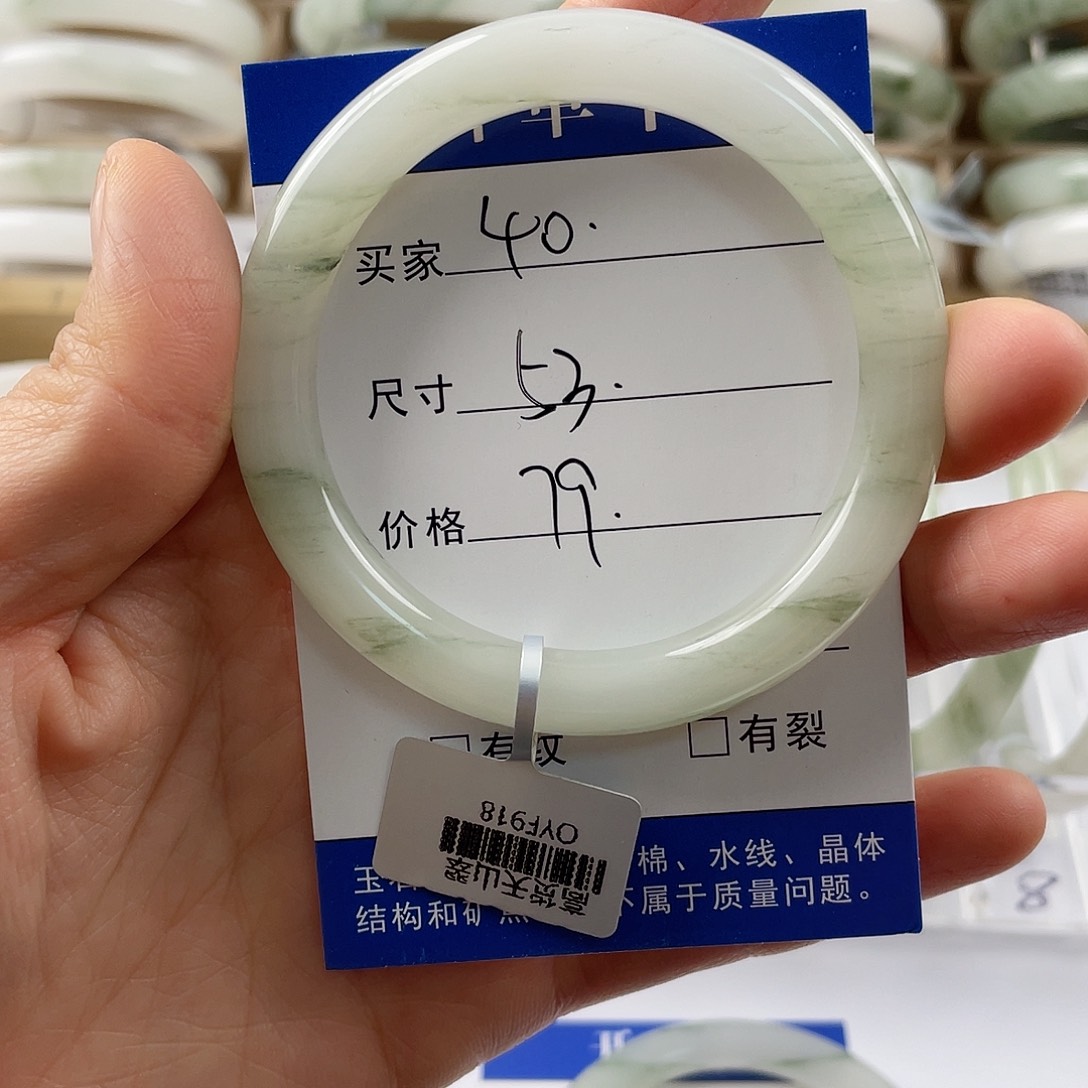 买家 40.
尺寸 53.
价格 79.
有纹 有裂
棉、水线、晶体
结构和矿 不属于质量问题。
高货天山翠
QYF918
8